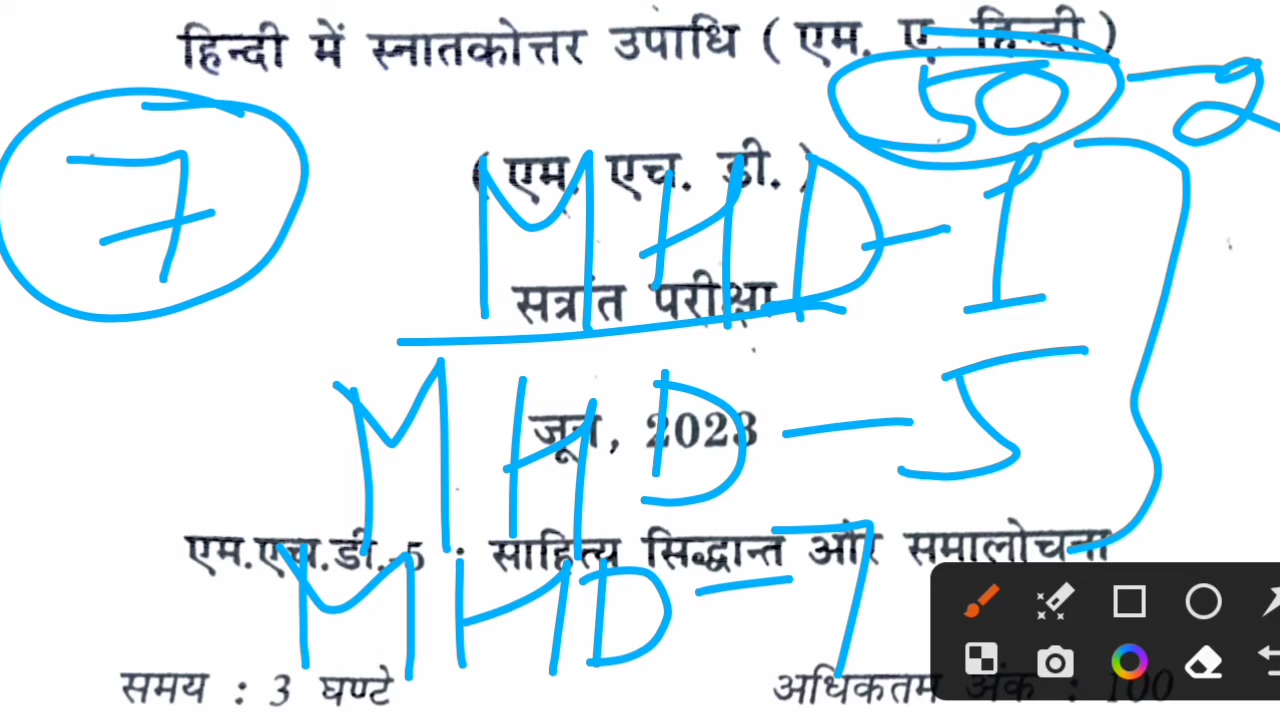 हिन्दी में स्नातकोत्तर उपाधि ( एम. ए. हिन्दी )
50 - 2
7
( एम. एच. डी. )
MHD - 1
सत्रांत परीक्षा
जून, 2023
MHD - 5
एम.एच.डी.-5 : साहित्य सिद्धान्त और समालोचना
MHD - 7
समय : 3 घण्टे
अधिकतम अंक : 100